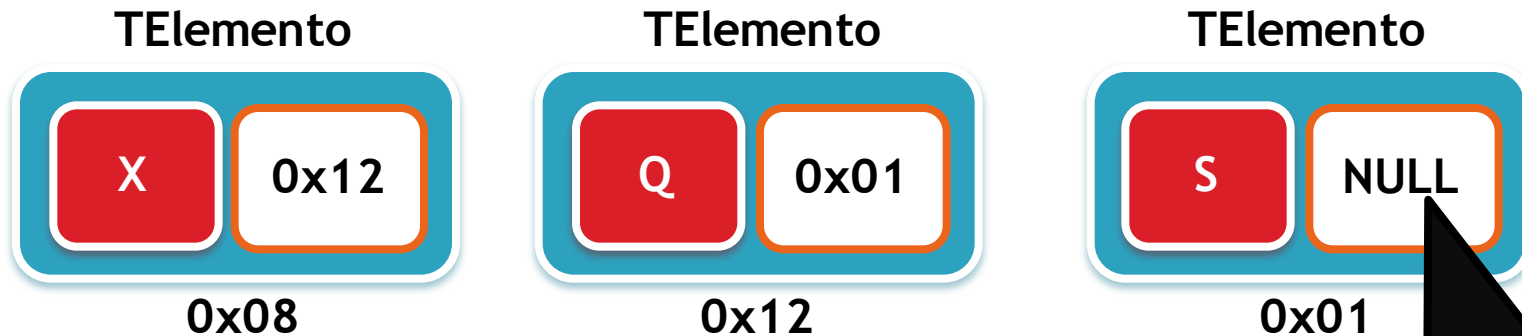 TElemento TElemento TElemento
X 0x12 Q 0x01 S NULL
0x08 0x12 0x01